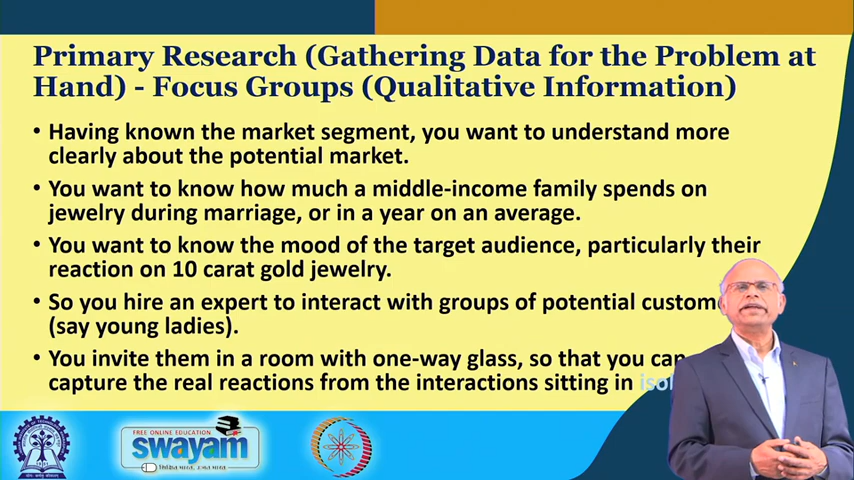 Primary Research (Gathering Data for the Problem at
Hand) - Focus Groups (Qualitative Information)
• Having known the market segment, you want to understand more
clearly about the potential market.
• You want to know how much a middle-income family spends on
jewelry during marriage, or in a year on an average.
• You want to know the mood of the target audience, particularly their
reaction on 10 carat gold jewelry.
• So you hire an expert to interact with groups of potential
(say young ladies).
• You invite them in a room with one-way glass, so that you can
capture the real reactions from the interactions sitting in
FREE ONLINE EDUCATION
swayam